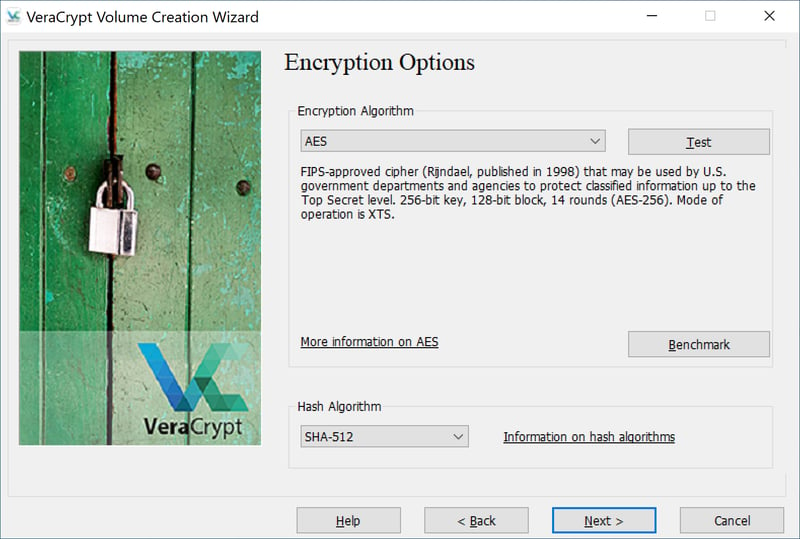 VeraCrypt Volume Creation Wizard
Encryption Options
Encryption Algorithm
AES
Test
FIPS-approved cipher (Rijndael, published in 1998) that may be used by U.S.
government departments and agencies to protect classified information up to the
Top Secret level. 256-bit key, 128-bit block, 14 rounds (AES-256). Mode of
operation is XTS.
More information on AES
Benchmark
VeraCrypt
Hash Algorithm
SHA-512
Information on hash algorithms
Help
< Back
Next >
Cancel